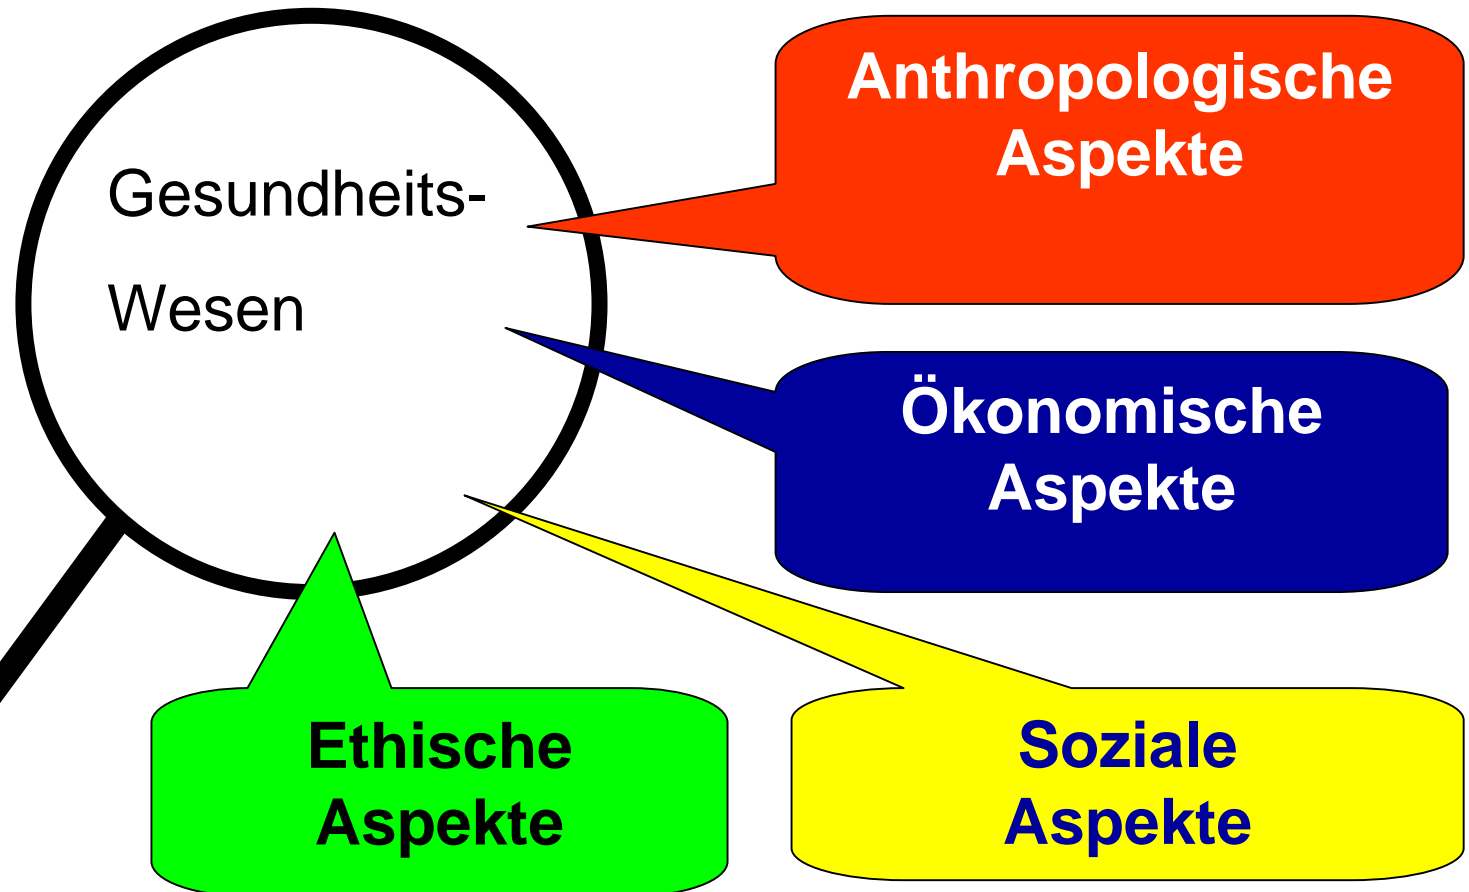 Gesundheits-
Wesen
Anthropologische
Aspekte
Ökonomische
Aspekte
Ethische
Aspekte
Soziale
Aspekte